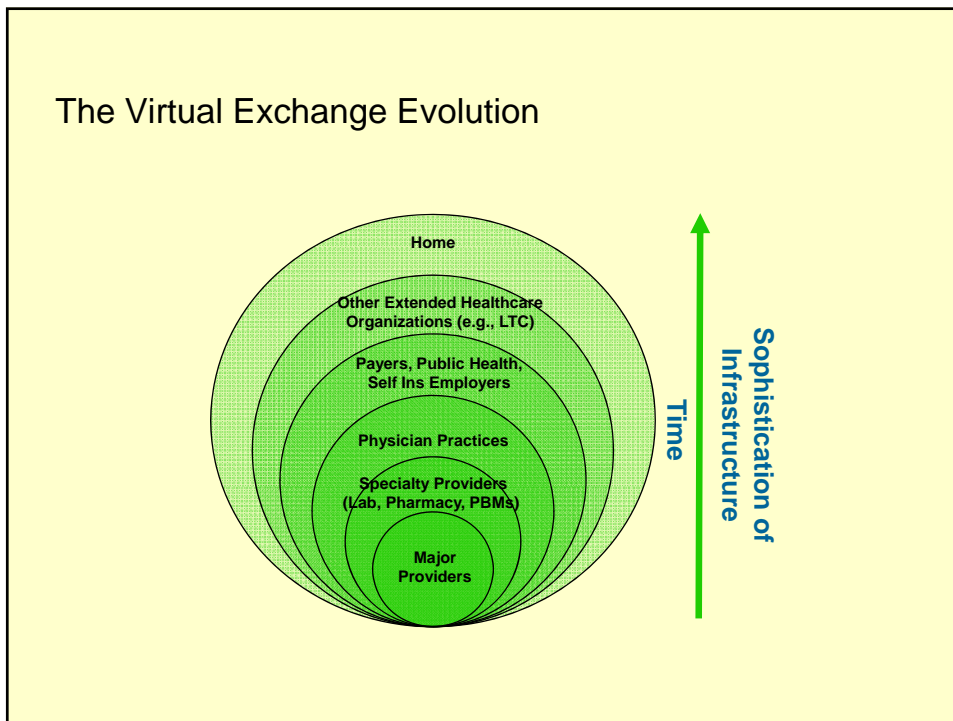 The Virtual Exchange Evolution
Home
Other Extended Healthcare
Organizations (e.g., LTC)
Payers, Public Health,
Self Ins Employers
Physician Practices
Specialty Providers
(Lab, Pharmacy, PBMs)
Major
Providers
Time
Sophistication of
Infrastructure